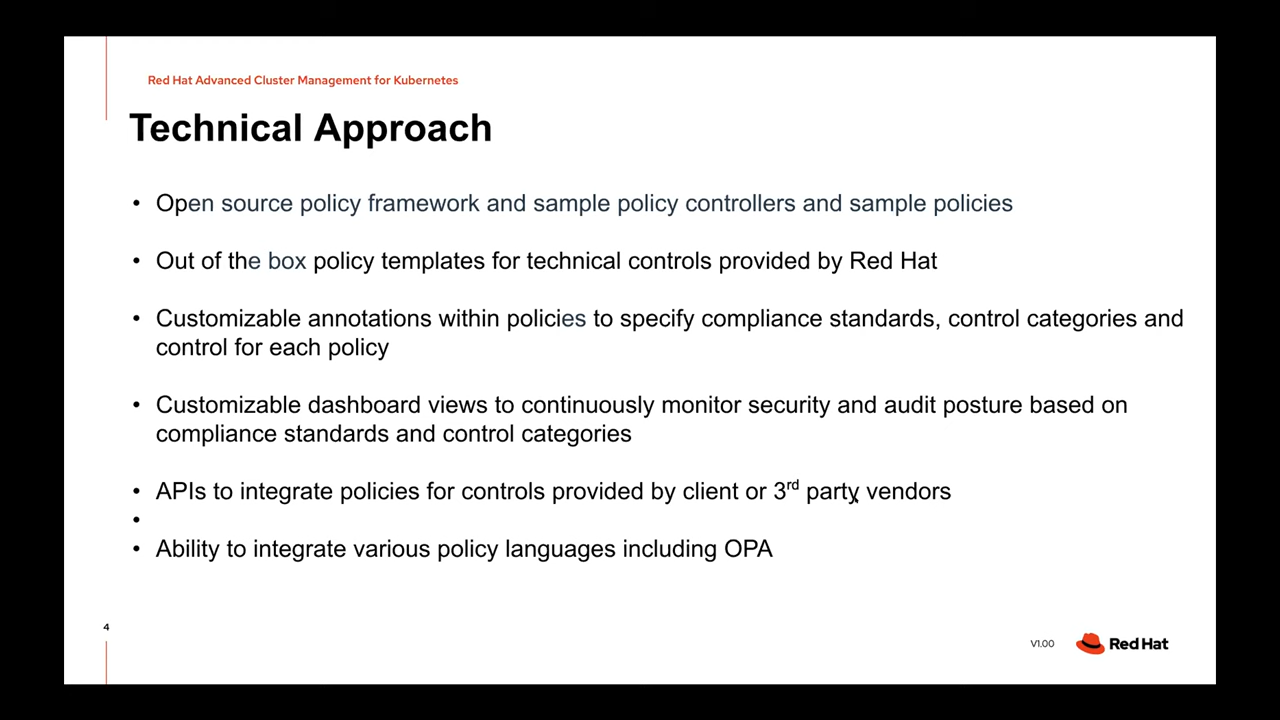 Red Hat Advanced Cluster Management for Kubernetes
Technical Approach
• Open source policy framework and sample policy controllers and sample policies
• Out of the box policy templates for technical controls provided by Red Hat
• Customizable annotations within policies to specify compliance standards, control categories and
control for each policy
• Customizable dashboard views to continuously monitor security and audit posture based on
compliance standards and control categories
• APIs to integrate policies for controls provided by client or 3rd party vendors
•
• Ability to integrate various policy languages including OPA
4
V1.00
Red Hat